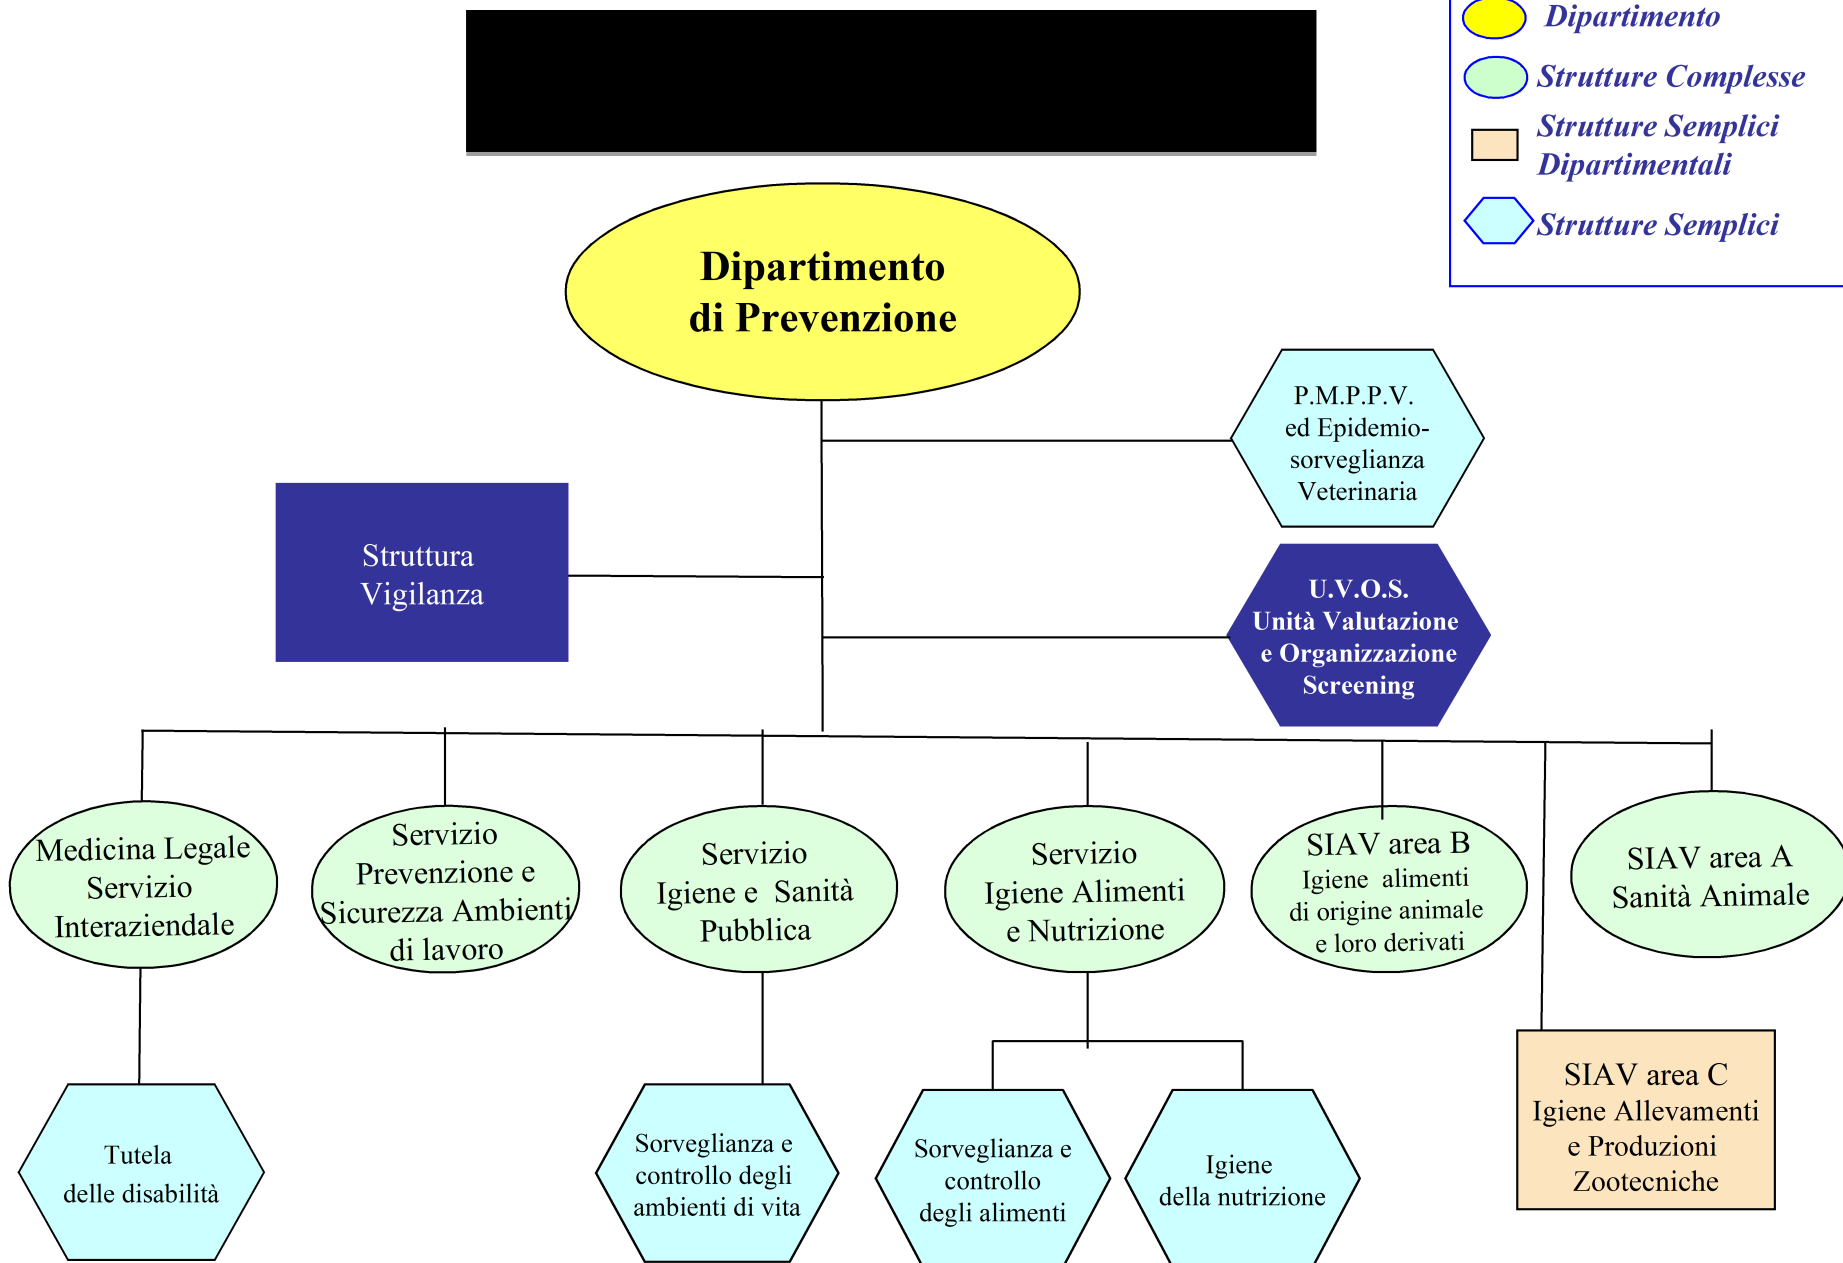 Dipartimento
Strutture Complesse
Strutture Semplici
Dipartimentali
Strutture Semplici
Dipartimento
di Prevenzione
P.M.P.P.V.
ed Epidemio-
sorveglianza
Veterinaria
Struttura
Vigilanza
U.V.O.S.
Unità Valutazione
e Organizzazione
Screening
Medicina Legale
Servizio
Interaziendale
Servizio
Prevenzione e
Sicurezza Ambienti
di lavoro
Servizio
Igiene e Sanità
Pubblica
Servizio
Igiene Alimenti
e Nutrizione
SIAV area B
Igiene alimenti
di origine animale
e loro derivati
SIAV area A
Sanità Animale
Tutela
delle disabilità
Sorveglianza e
controllo degli
ambienti di vita
Sorveglianza e
controllo
degli alimenti
Igiene
della nutrizione
SIAV area C
Igiene Allevamenti
e Produzioni
Zootecniche